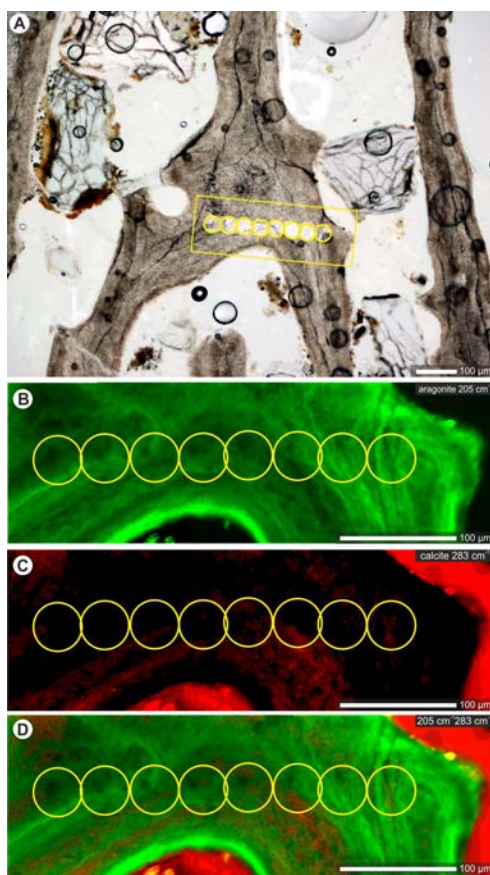 A
100 µm
B
aragonite 205 cm⁻¹
100 µm
C
calcite 283 cm⁻¹
100 µm
D
205 cm⁻¹ 283 cm⁻¹
100 µm